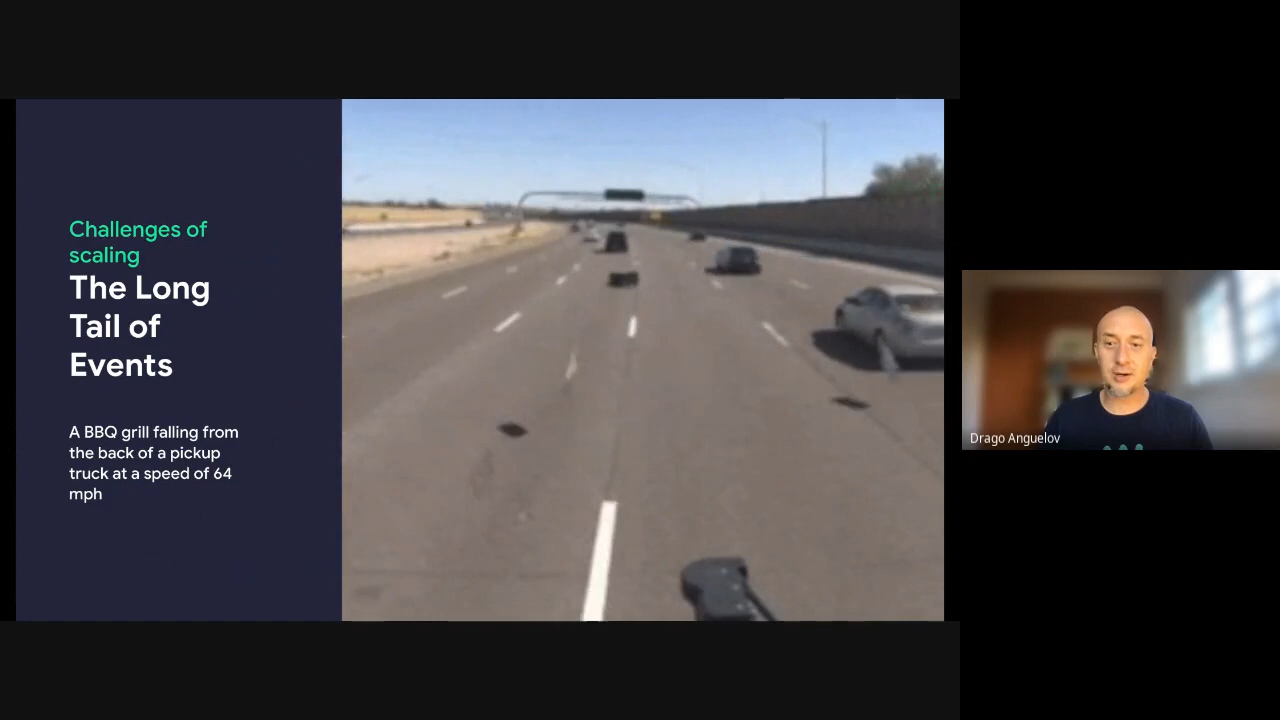 Challenges of
scaling
The Long
Tail of
Events
A BBQ grill falling from
the back of a pickup
truck at a speed of 64
mph
Drago Anguelov